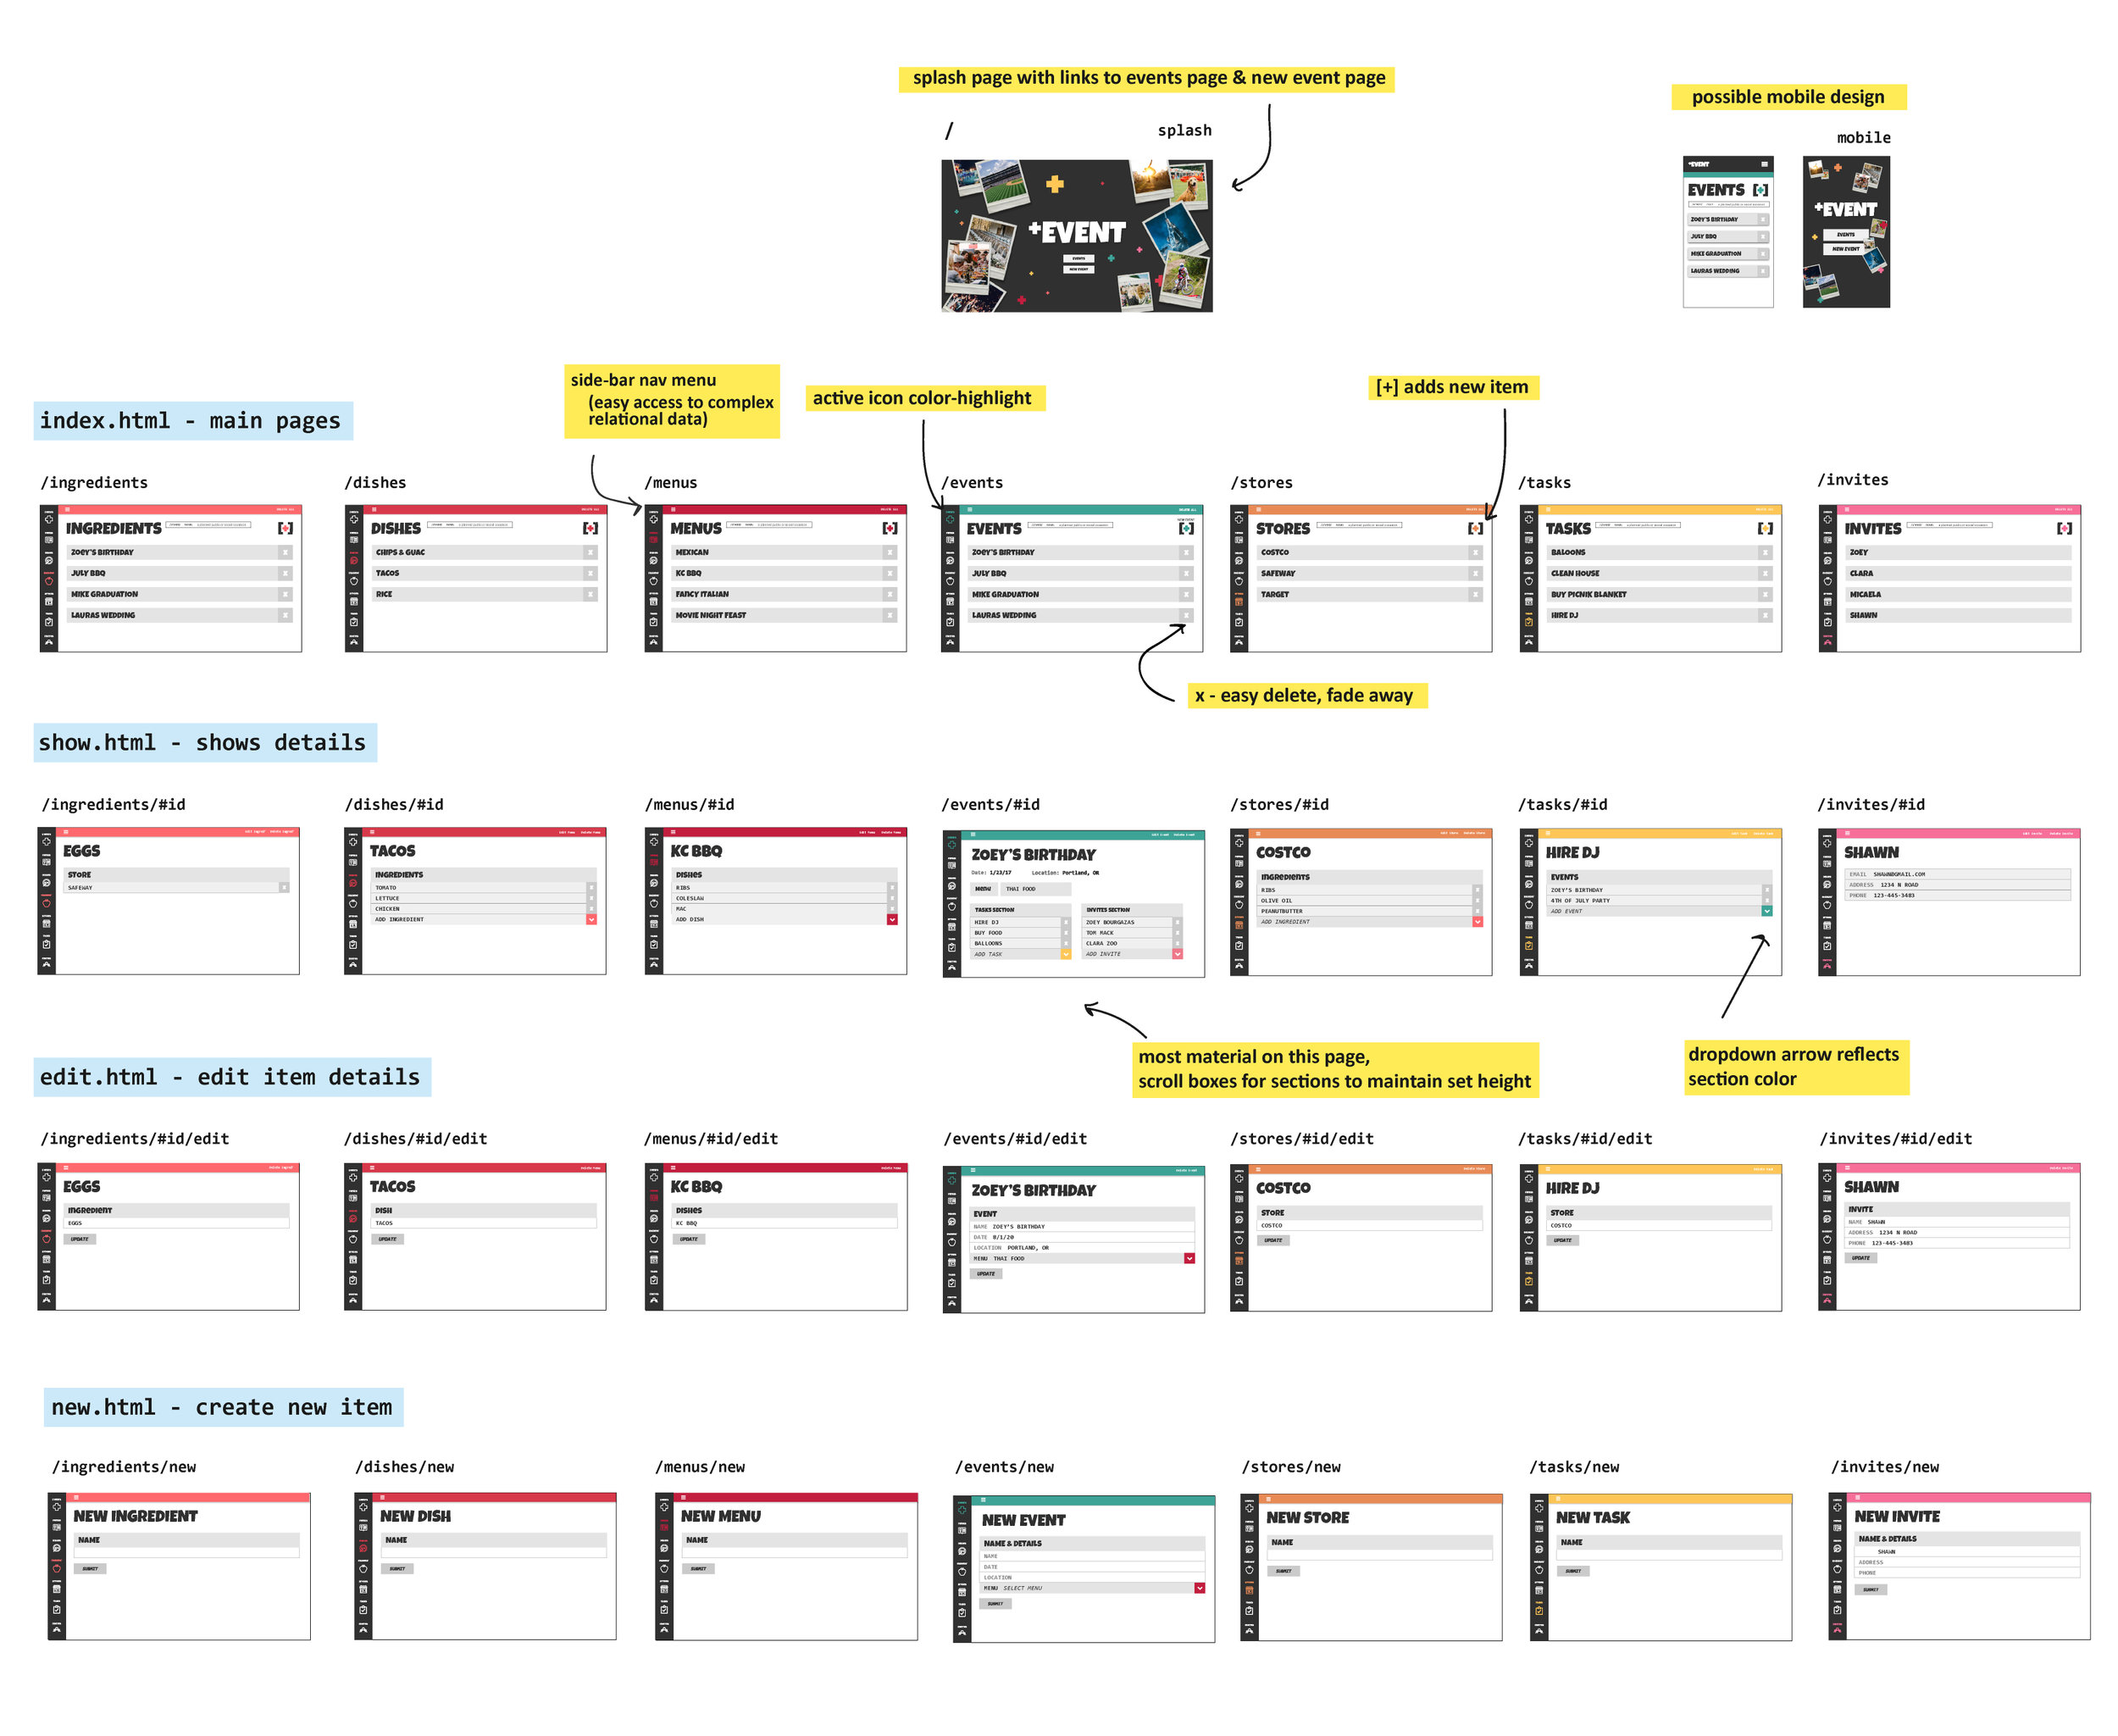 splash page with links to events page & new event page
possible mobile design
/
splash
mobile
+EVENT
EVENTS
NEW EVENT
+EVENT
EVENTS [+]
ZOEY'S BIRTHDAY X
JULY BBQ X
MIKE GRADUATION X
LAURAS WEDDING X
+EVENT
EVENTS
NEW EVENT
side-bar nav menu
(easy access to complex
relational data)
active icon color-highlight
[+] adds new item
index.html - main pages
/ingredients
/dishes
/menus
/events
/stores
/tasks
/invites
INGREDIENTS [+]
ZOEY'S BIRTHDAY X
JULY BBQ X
MIKE GRADUATION X
LAURAS WEDDING X
DISHES [+]
CHIPS & GUAC X
TACOS X
RICE X
MENUS [+]
MEXICAN X
KC BBQ X
FANCY ITALIAN X
MOVIE NIGHT FEAST X
EVENTS [+]
ZOEY'S BIRTHDAY X
JULY BBQ X
MIKE GRADUATION X
LAURAS WEDDING X
STORES [+]
COSTCO X
SAFEWAY X
TARGET X
TASKS [+]
BALOONS X
CLEAN HOUSE X
BUY PICNIK BLANKET X
HIRE DJ X
INVITES [+]
ZOEY
CLARA
MICAELA
SHAWN
x - easy delete, fade away
show.html - shows details
/ingredients/#id
/dishes/#id
/menus/#id
/events/#id
/stores/#id
/tasks/#id
/invites/#id
EGGS
STORE
SAFEWAY X
TACOS
INGREDIENTS
TOMATO X
LETTUCE X
CHICKEN X
ADD INGREDIENT
KC BBQ
DISHES
RIBS X
COLESLAW X
MAC X
ADD DISH
ZOEY'S BIRTHDAY
Date: 1/23/17 Location: Portland, OR
MENU THAI FOOD
TASKS SECTION
HIRE DJ X
BUY FOOD X
BALLOONS X
ADD TASK
INVITES SECTION
ZOEY BOURGAZAS X
TOM MACK X
CLARA ZOO X
ADD INVITE
COSTCO
INGREDIENTS
RIBS X
OLIVE OIL X
PEANUTBUTTER X
ADD INGREDIENT
HIRE DJ
EVENTS
ZOEY'S BIRTHDAY X
4TH OF JULY PARTY X
ADD EVENT
SHAWN
EMAIL SHAWN@GMAIL.COM
ADDRESS 1234 N ROAD
PHONE 123-445-3483
most material on this page,
scroll boxes for sections to maintain set height
dropdown arrow reflects
section color
edit.html - edit item details
/ingredients/#id/edit
/dishes/#id/edit
/menus/#id/edit
/events/#id/edit
/stores/#id/edit
/tasks/#id/edit
/invites/#id/edit
EGGS
INGREDIENT
EGGS
UPDATE
TACOS
DISH
TACOS
UPDATE
KC BBQ
DISHES
KC BBQ
UPDATE
ZOEY'S BIRTHDAY
EVENT
NAME ZOEY'S BIRTHDAY
DATE 8/1/20
LOCATION PORTLAND, OR
MENU THAI FOOD
UPDATE
COSTCO
STORE
COSTCO
UPDATE
HIRE DJ
STORE
COSTCO
UPDATE
SHAWN
INVITE
NAME SHAWN
ADDRESS 1234 N ROAD
PHONE 123-445-3483
UPDATE
new.html - create new item
/ingredients/new
/dishes/new
/menus/new
/events/new
/stores/new
/tasks/new
/invites/new
NEW INGREDIENT
NAME
SUBMIT
NEW DISH
NAME
SUBMIT
NEW MENU
NAME
SUBMIT
NEW EVENT
NAME & DETAILS
NAME
DATE
LOCATION
MENU SELECT MENU
SUBMIT
NEW STORE
NAME
SUBMIT
NEW TASK
NAME
SUBMIT
NEW INVITE
NAME & DETAILS
SHAWN
ADDRESS
PHONE
SUBMIT